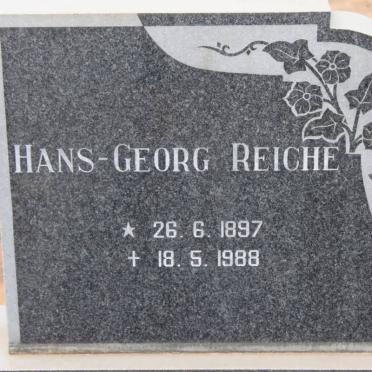 HANS-GEORG REICHE
★ 26. 6. 1897
✝ 18. 5. 1988